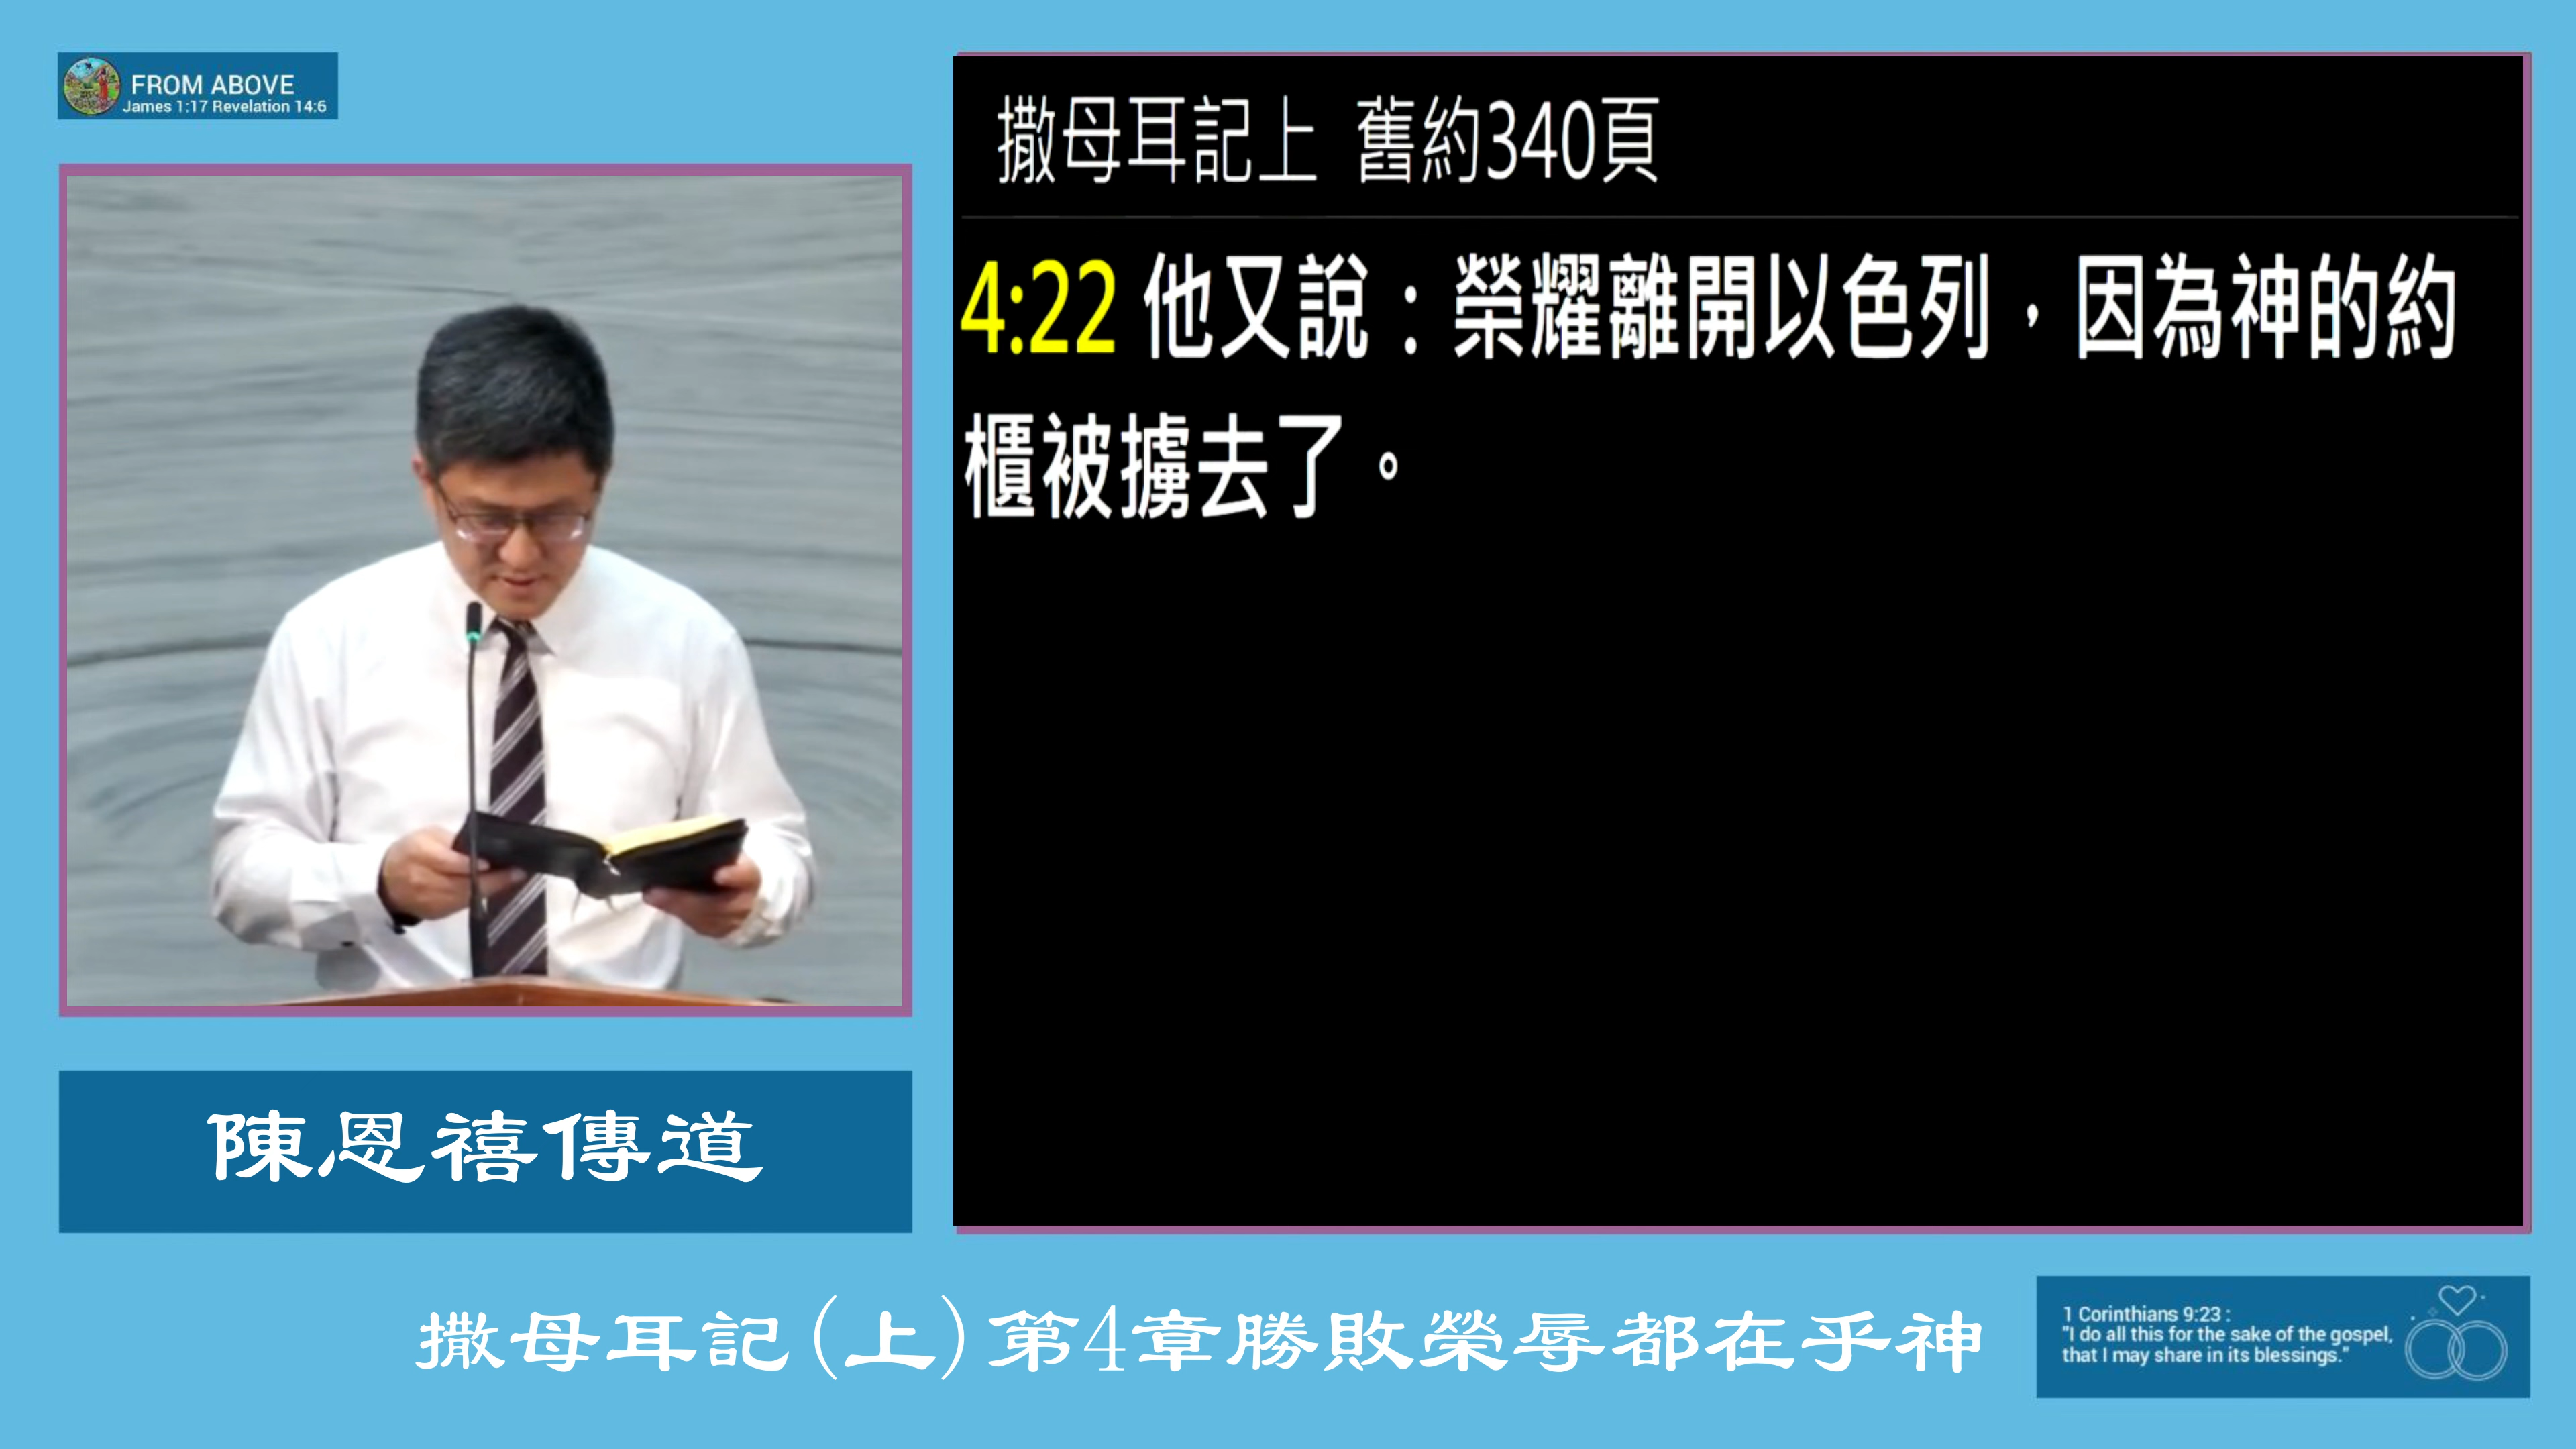 FROM ABOVE
James 1:17 Revelation 14:6
撒母耳記上 舊約340頁
4:22 他又說：榮耀離開以色列，因為神的約
櫃被擄去了。
陳恩禧傳道
撒母耳記(上)第4章勝敗榮辱都在乎神
1 Corinthians 9:23 :
"I do all this for the sake of the gospel,
that I may share in its blessings."